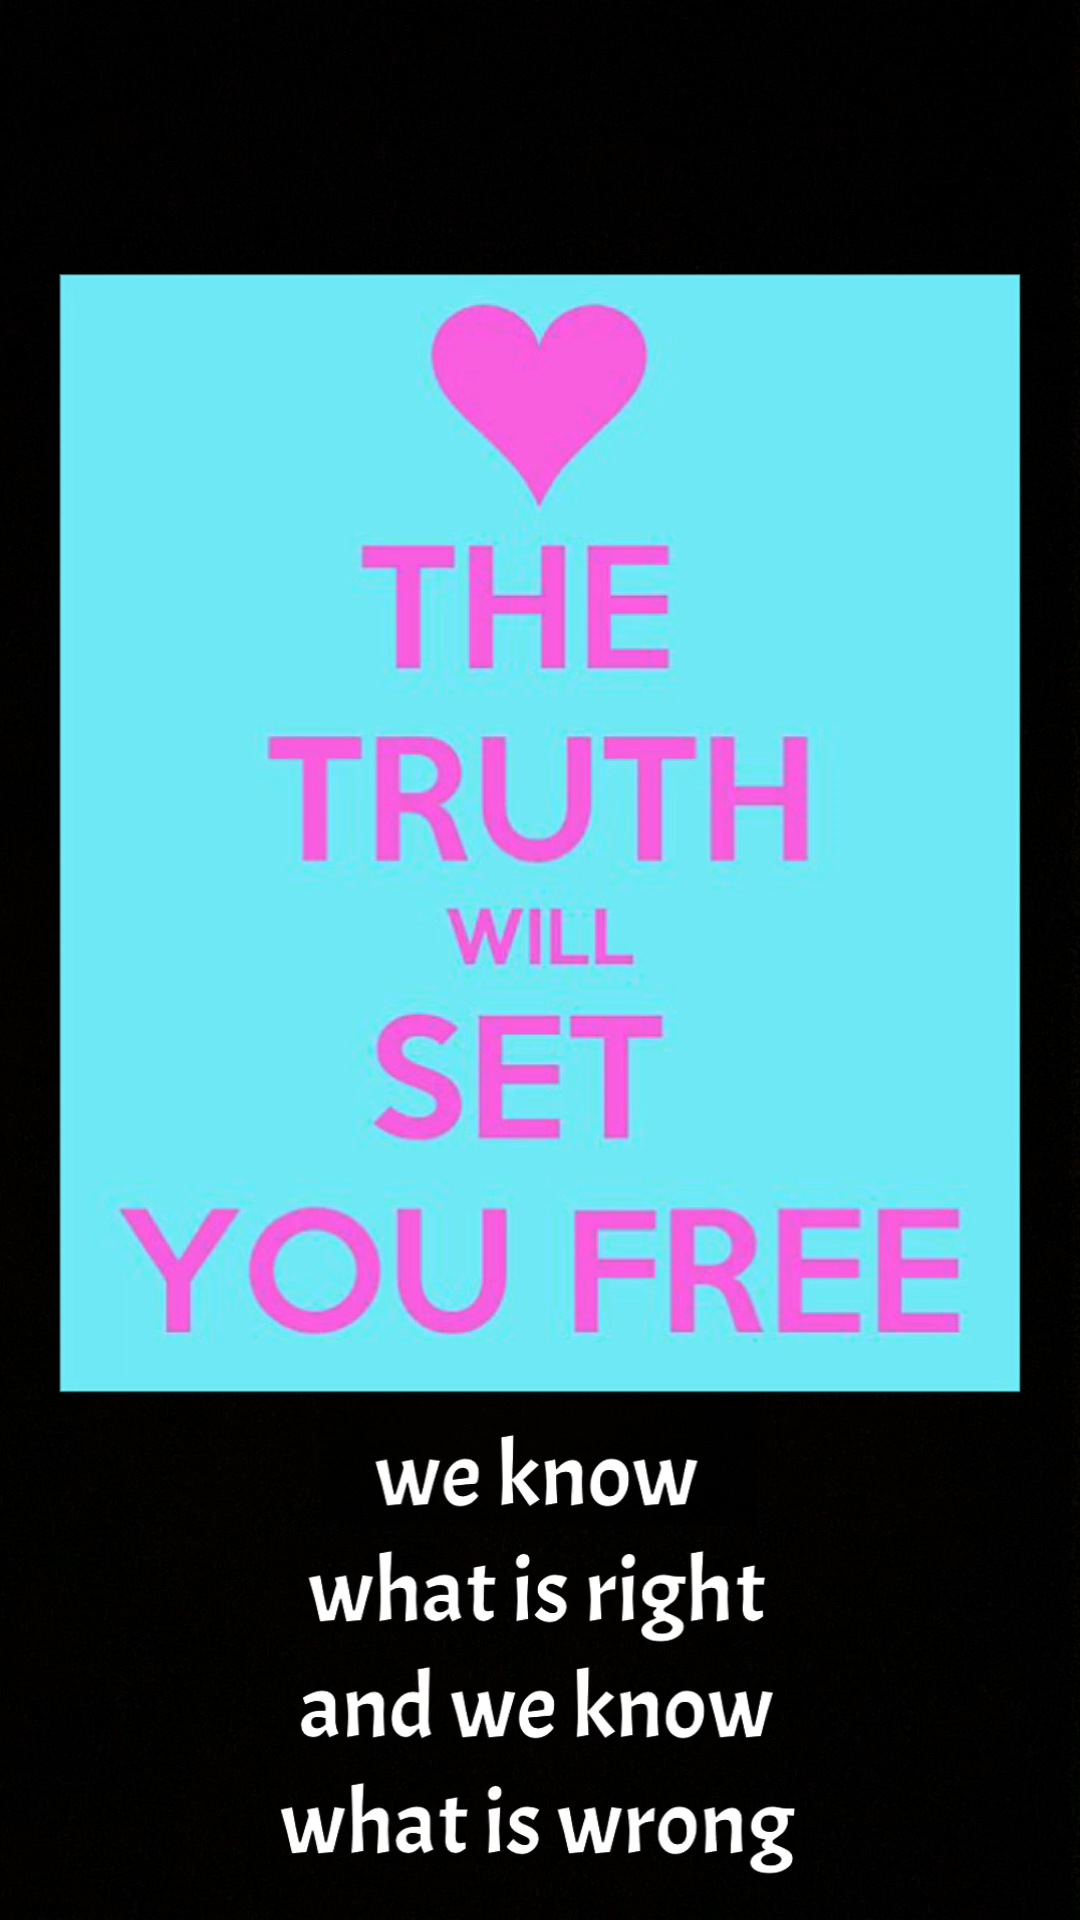 THE
TRUTH
WILL
SET
YOU FREE
we know
what is right
and we know
what is wrong